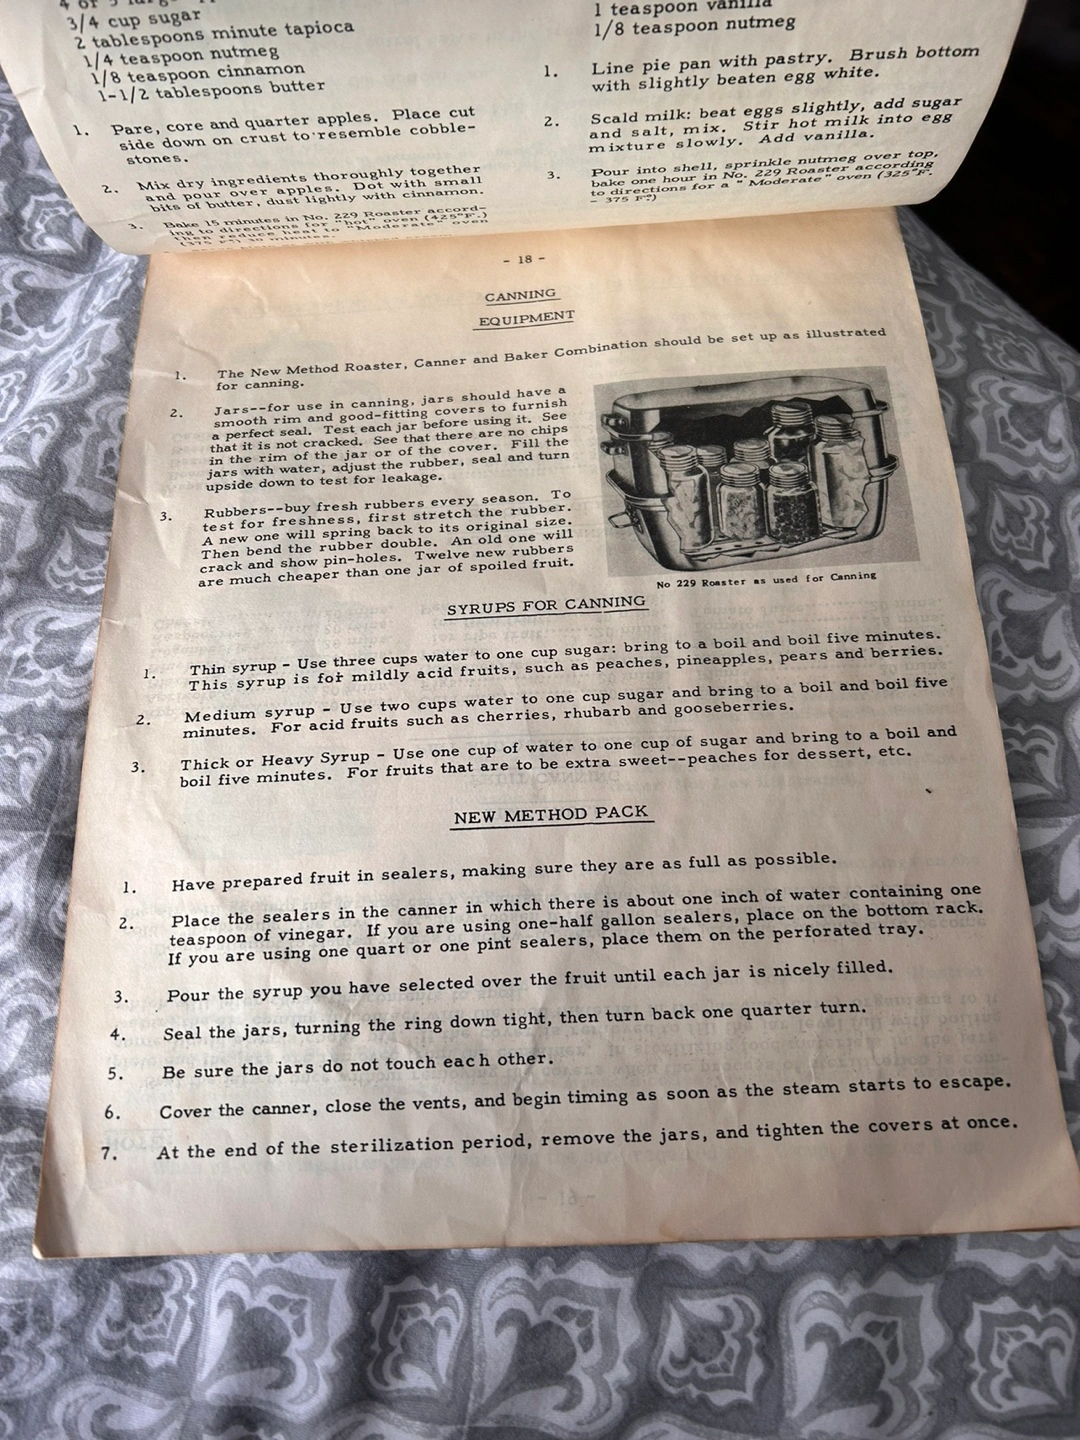 3/4 cup sugar
2 tablespoons minute tapioca
1/4 teaspoon nutmeg
1/8 teaspoon cinnamon
1-1/2 tablespoons butter
1. Pare, core and quarter apples. Place cut
side down on crust to resemble cobble-
stones.
2. Mix dry ingredients thoroughly together
and pour over apples. Dot with small
bits of butter, dust lightly with cinnamon.
3. Bake 15 minutes in No. 229 Roaster accord-
ing to directions for "hot" oven (425°F.)
then reduce heat to "Moderate" oven
(375 F°) 30 minutes.
1 teaspoon vanilla
1/8 teaspoon nutmeg
1. Line pie pan with pastry. Brush bottom
with slightly beaten egg white.
2. Scald milk: beat eggs slightly, add sugar
and salt, mix. Stir hot milk into egg
mixture slowly. Add vanilla.
3. Pour into shell, sprinkle nutmeg over top,
bake one hour in No. 229 Roaster according
to directions for a "Moderate" oven (325°F.
- 375 F°)
- 18 -
CANNING
EQUIPMENT
1. The New Method Roaster, Canner and Baker Combination should be set up as illustrated
for canning.
2. Jars--for use in canning, jars should have a
smooth rim and good-fitting covers to furnish
a perfect seal. Test each jar before using it. See
that it is not cracked. See that there are no chips
in the rim of the jar or of the cover. Fill the
jars with water, adjust the rubber, seal and turn
upside down to test for leakage.
3. Rubbers--buy fresh rubbers every season. To
test for freshness, first stretch the rubber.
A new one will spring back to its original size.
Then bend the rubber double. An old one will
crack and show pin-holes. Twelve new rubbers
are much cheaper than one jar of spoiled fruit.
No 229 Roaster as used for Canning
SYRUPS FOR CANNING
1. Thin syrup - Use three cups water to one cup sugar: bring to a boil and boil five minutes.
This syrup is for mildly acid fruits, such as peaches, pineapples, pears and berries.
2. Medium syrup - Use two cups water to one cup sugar and bring to a boil and boil five
minutes. For acid fruits such as cherries, rhubarb and gooseberries.
3. Thick or Heavy Syrup - Use one cup of water to one cup of sugar and bring to a boil and
boil five minutes. For fruits that are to be extra sweet--peaches for dessert, etc.
NEW METHOD PACK
1. Have prepared fruit in sealers, making sure they are as full as possible.
2. Place the sealers in the canner in which there is about one inch of water containing one
teaspoon of vinegar. If you are using one-half gallon sealers, place on the bottom rack.
If you are using one quart or one pint sealers, place them on the perforated tray.
3. Pour the syrup you have selected over the fruit until each jar is nicely filled.
4. Seal the jars, turning the ring down tight, then turn back one quarter turn.
5. Be sure the jars do not touch each other.
6. Cover the canner, close the vents, and begin timing as soon as the steam starts to escape.
7. At the end of the sterilization period, remove the jars, and tighten the covers at once.